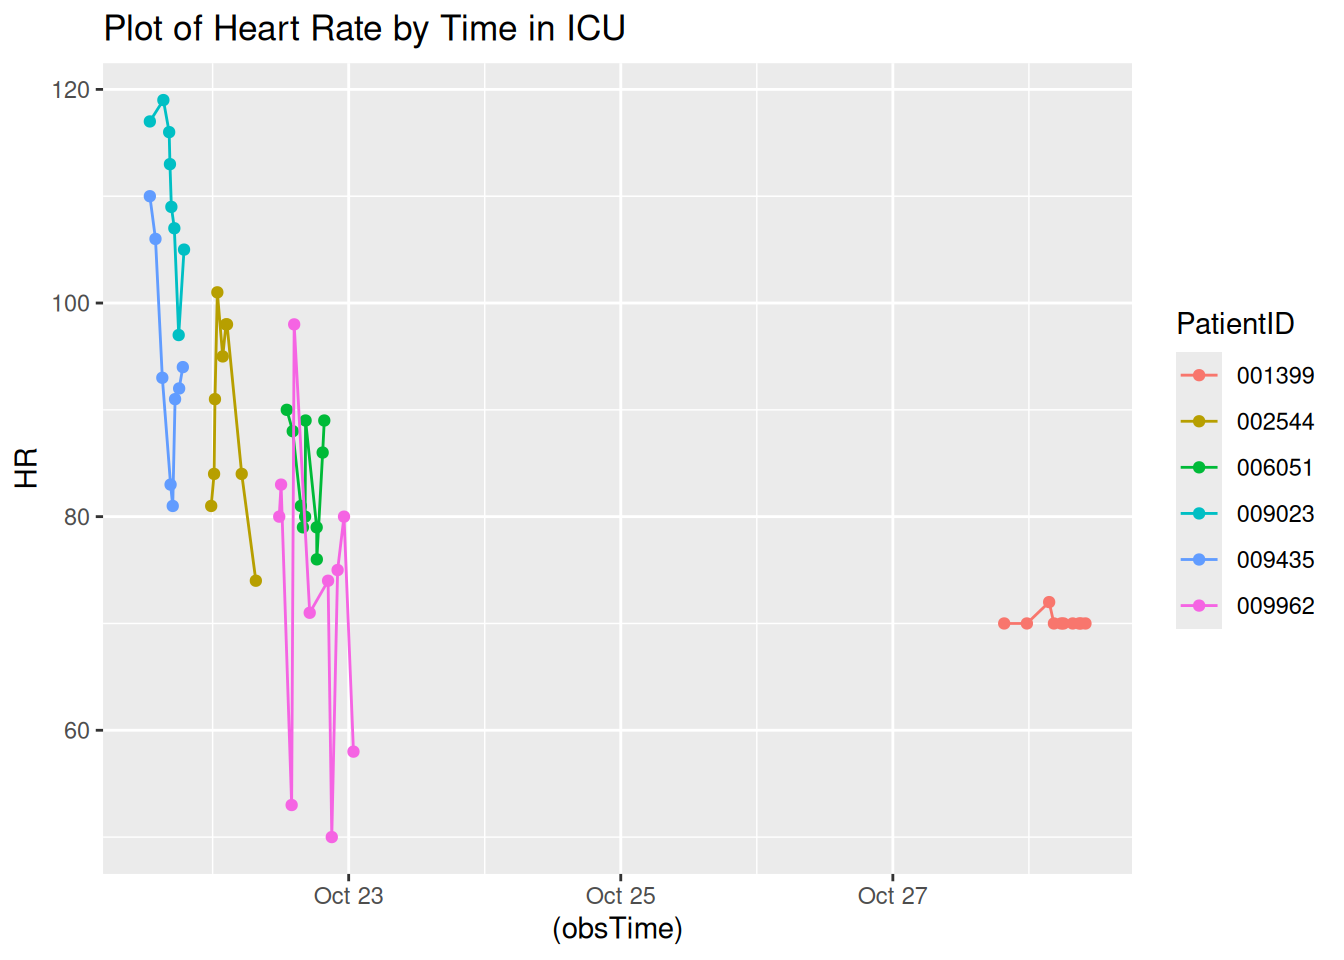 Plot of Heart Rate by Time in ICU
120
100
80
60
HR
Oct 23
Oct 25
Oct 27
(obsTime)
PatientID
001399
002544
006051
009023
009435
009962